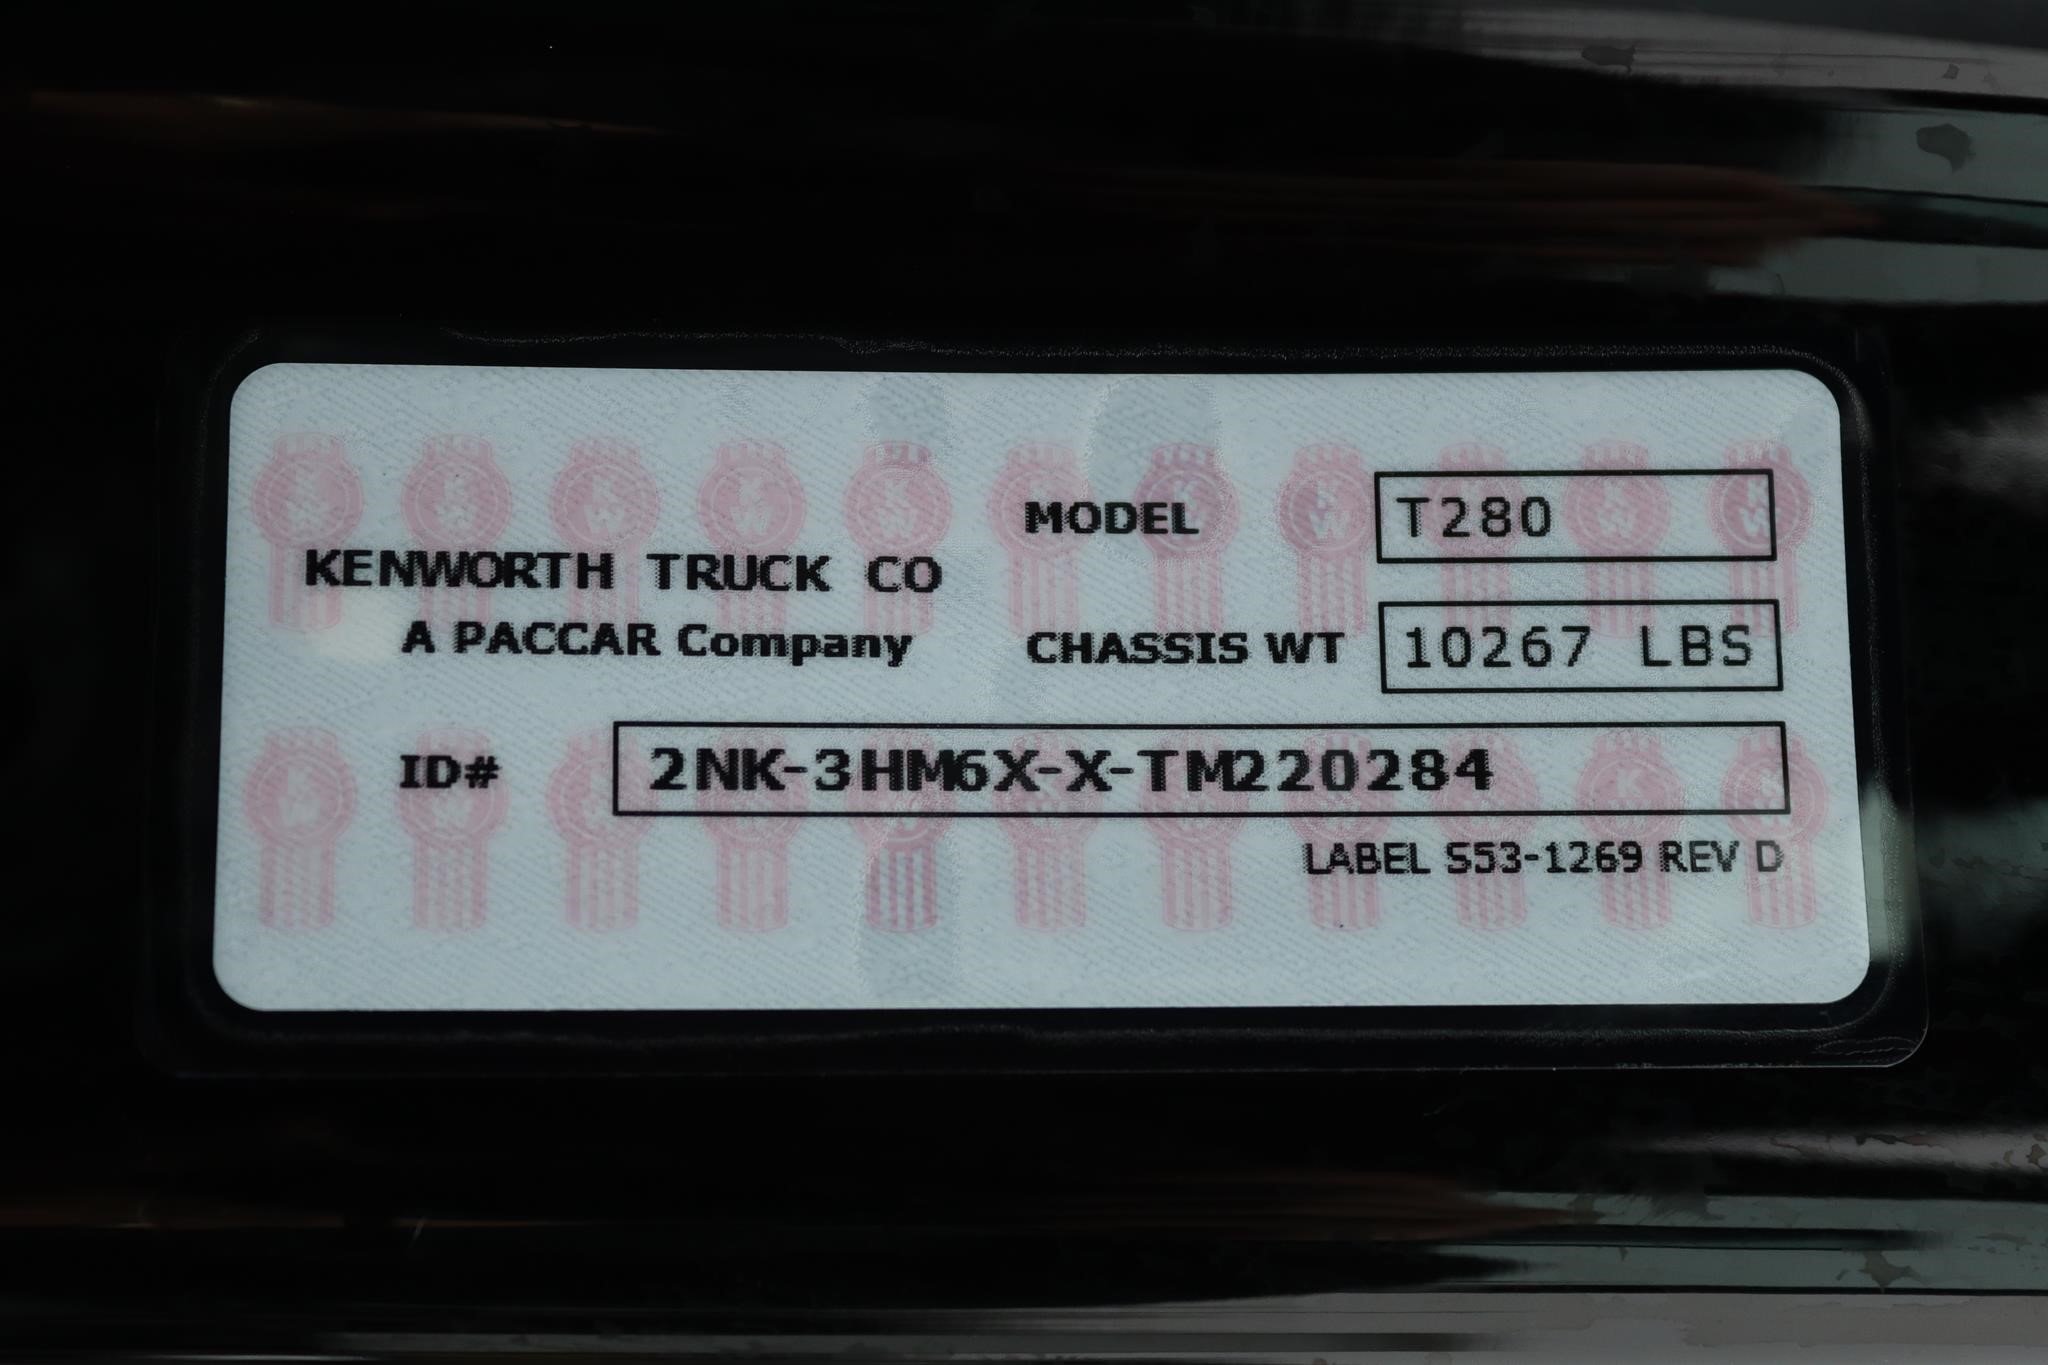 KENWORTH TRUCK CO
A PACCAR Company
MODEL T280
CHASSIS WT 10267 LBS
ID# 2NK-3HM6X-X-TM220284
LABEL S53-1269 REV D